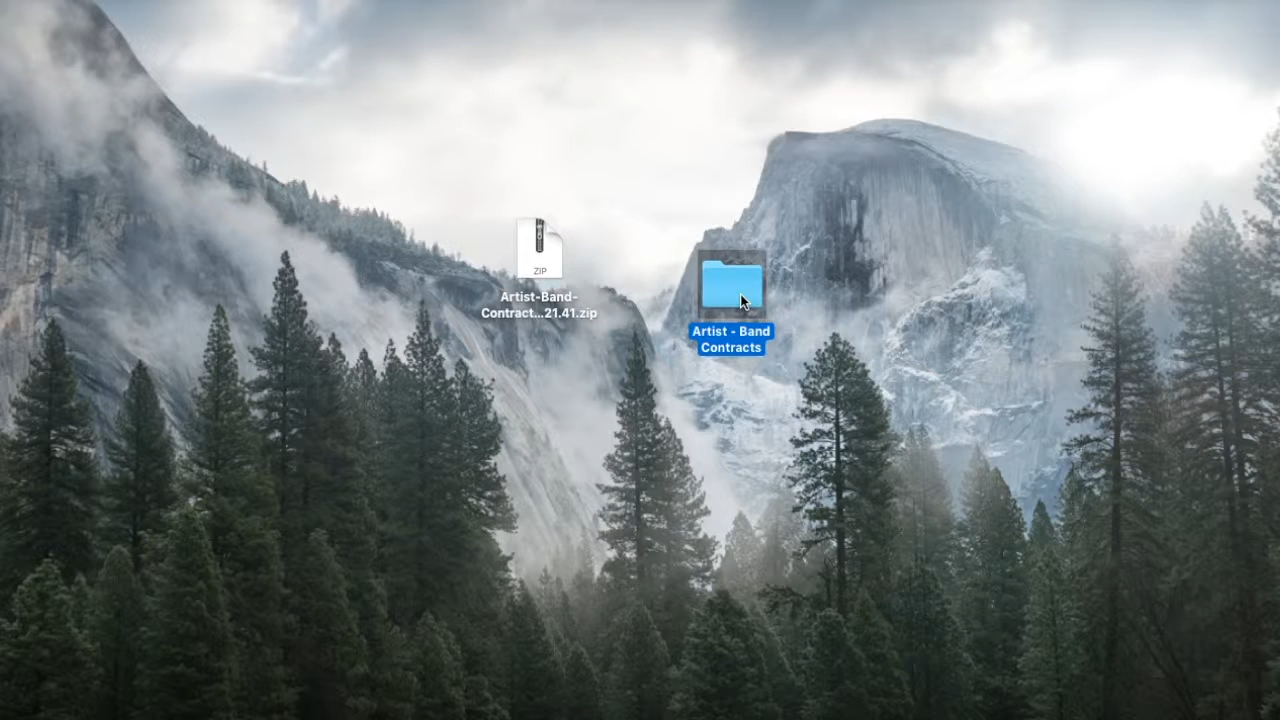 ZIP
Artist-Band-
Contract...21.41.zip
Artist - Band
Contracts